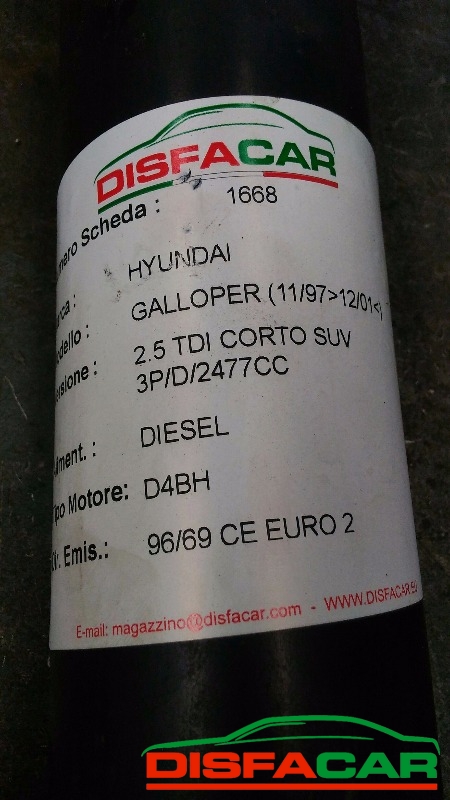 DISFACAR
Scheda : 1668
HYUNDAI
GALLOPER (11/97>12/01<)
2.5 TDI CORTO SUV
3P/D/2477CC
DIESEL
Motore: D4BH
Emis.: 96/69 CE EURO 2
E-mail: magazzino@disfacar.com - WWW.DISFACAR.EU
DISFACAR